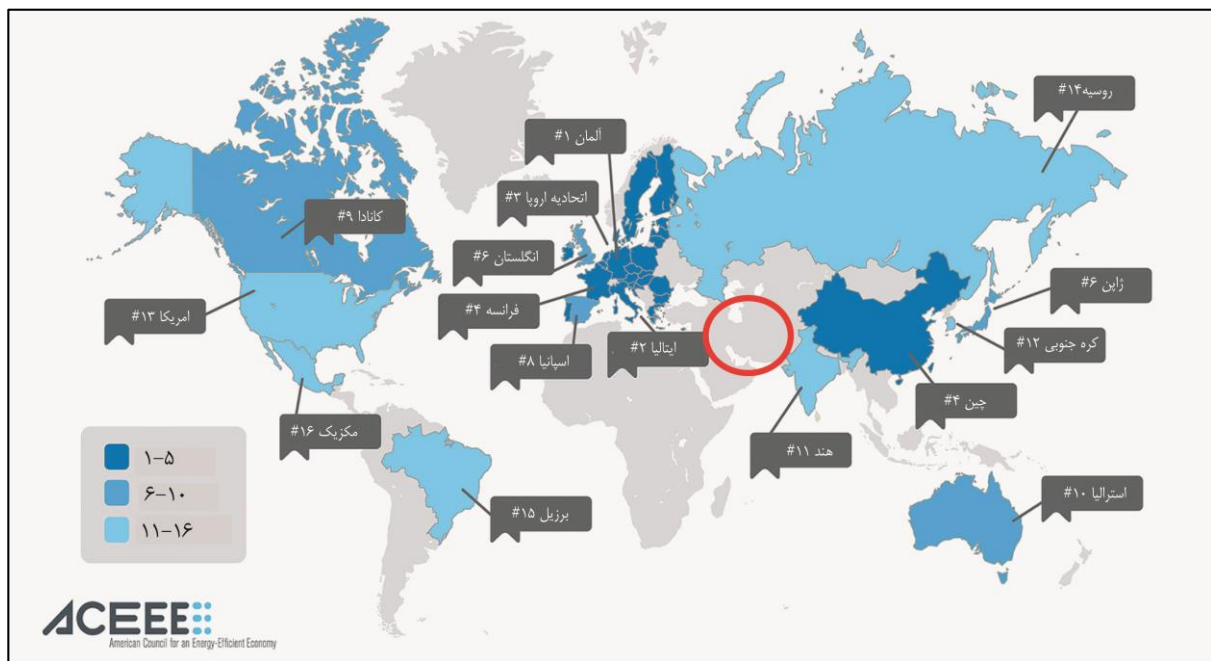 روسیه #۱۴
آلمان #۱
اتحادیه اروپا #۳
کانادا #۹
انگلستان #۶
ژاپن #۶
فرانسه #۴
امریکا #۱۳
کره جنوبی #۱۲
ایتالیا #۲
اسپانیا #۸
چین #۴
مکزیک #۱۶
هند #۱۱
استرالیا #۱۰
برزیل #۱۵
۱-۵
۶-۱۰
۱۱-۱۶
ACEEE
American Council for an Energy-Efficient Economy